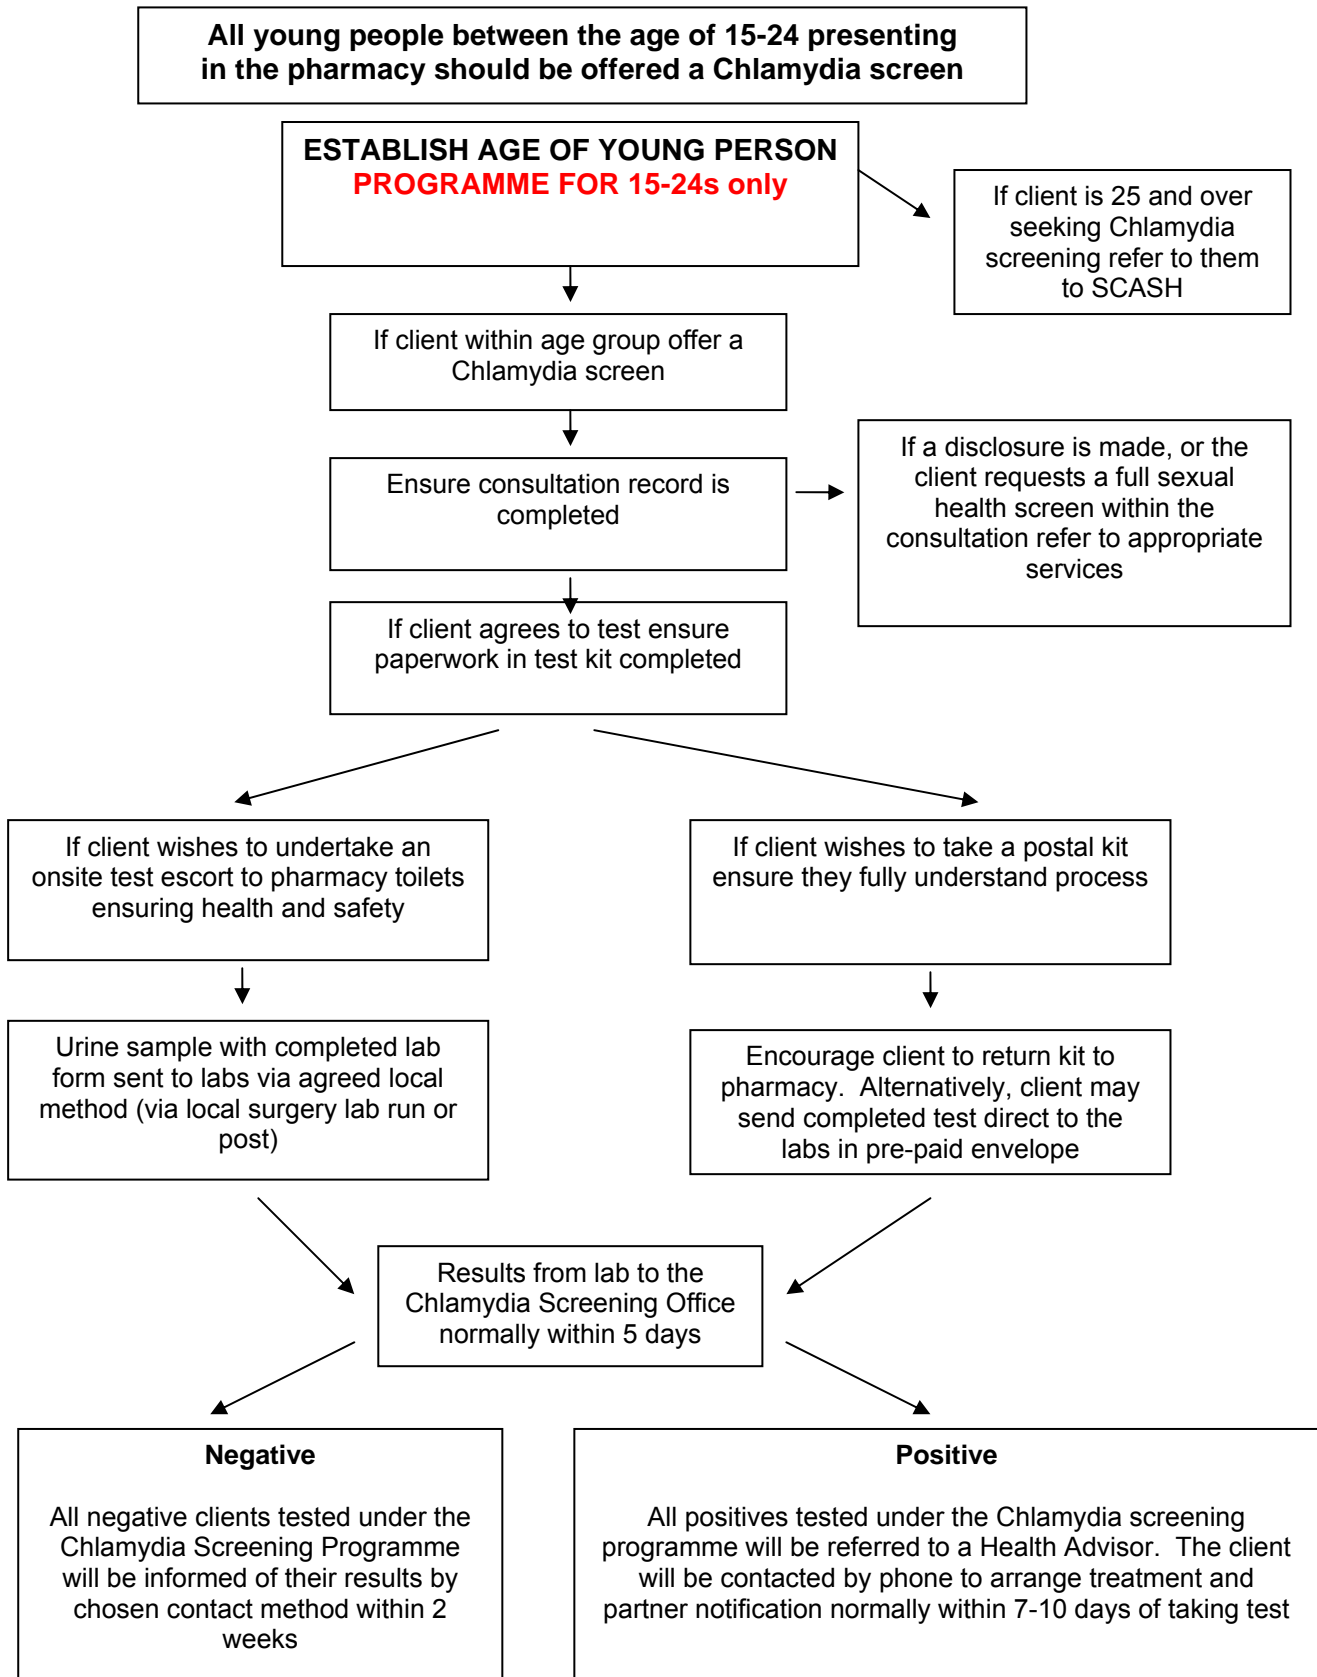 All young people between the age of 15-24 presenting
in the pharmacy should be offered a Chlamydia screen
ESTABLISH AGE OF YOUNG PERSON
PROGRAMME FOR 15-24s only
If client is 25 and over
seeking Chlamydia
screening refer to them
to SCASH
If client within age group offer a
Chlamydia screen
Ensure consultation record is
completed
If a disclosure is made, or the
client requests a full sexual
health screen within the
consultation refer to appropriate
services
If client agrees to test ensure
paperwork in test kit completed
If client wishes to undertake an
onsite test escort to pharmacy toilets
ensuring health and safety
If client wishes to take a postal kit
ensure they fully understand process
Urine sample with completed lab
form sent to labs via agreed local
method (via local surgery lab run or
post)
Encourage client to return kit to
pharmacy.  Alternatively, client may
send completed test direct to the
labs in pre-paid envelope
Results from lab to the
Chlamydia Screening Office
normally within 5 days
Negative
All negative clients tested under the
Chlamydia Screening Programme
will be informed of their results by
chosen contact method within 2
weeks
Positive
All positives tested under the Chlamydia screening
programme will be referred to a Health Advisor.  The client
will be contacted by phone to arrange treatment and
partner notification normally within 7-10 days of taking test